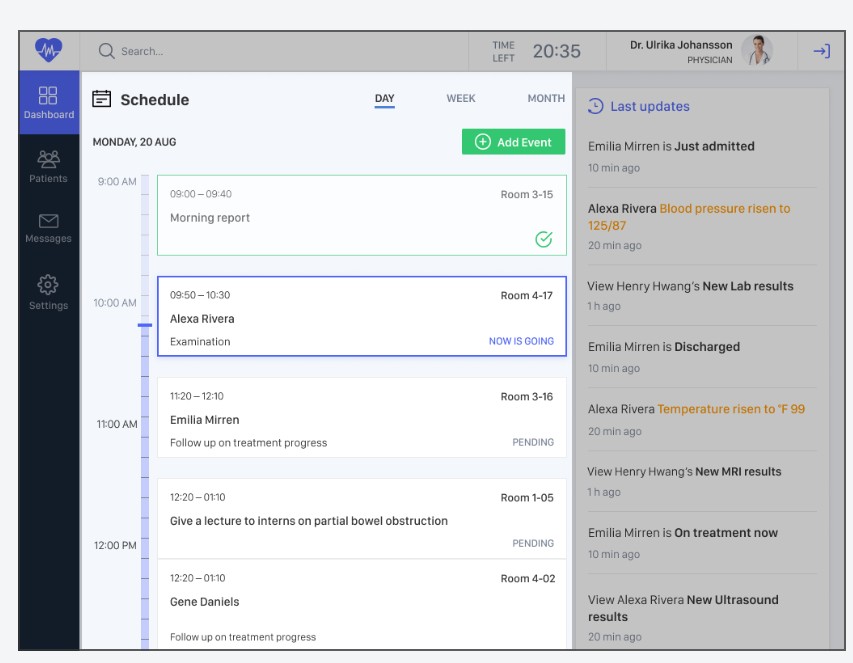 Search...
TIME
LEFT
20:35
Dr. Ulrika Johansson
PHYSICIAN
Dashboard
Patients
Messages
Settings
Schedule
DAY
WEEK
MONTH
MONDAY, 20 AUG
Add Event
9:00 AM
09:00 – 09:40
Room 3-15
Morning report
10:00 AM
09:50 – 10:30
Room 4-17
Alexa Rivera
Examination
NOW IS GOING
11:20 – 12:10
Room 3-16
11:00 AM
Emilia Mirren
Follow up on treatment progress
PENDING
12:20 – 01:10
Room 1-05
Give a lecture to interns on partial bowel obstruction
12:00 PM
PENDING
12:20 – 01:10
Room 4-02
Gene Daniels
Follow up on treatment progress
Last updates
Emilia Mirren is Just admitted
10 min ago
Alexa Rivera Blood pressure risen to
125/87
20 min ago
View Henry Hwang's New Lab results
1 h ago
Emilia Mirren is Discharged
10 min ago
Alexa Rivera Temperature risen to °F 99
20 min ago
View Henry Hwang's New MRI results
1 h ago
Emilia Mirren is On treatment now
10 min ago
View Alexa Rivera New Ultrasound
results
20 min ago